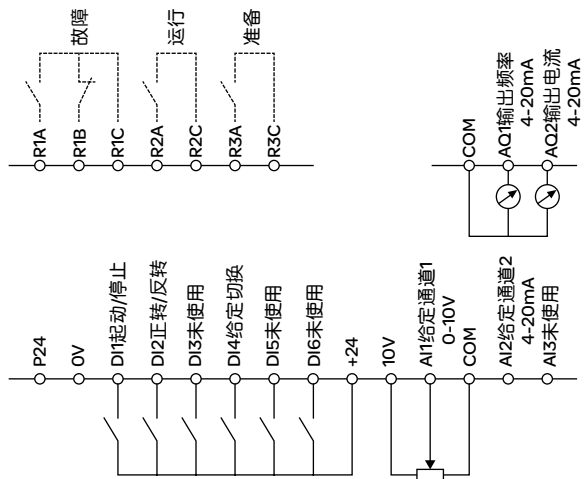 故障
运行
准备
R1A
R1B
R1C
R2A
R2C
R3A
R3C
COM
AQ1输出频率
4-20mA
AQ2输出电流
4-20mA
P24
0V
DI1起动/停止
DI2正转/反转
DI3未使用
DI4给定切换
DI5未使用
DI6未使用
+24
10V
AI1给定通道1
0-10V
COM
AI2给定通道2
4-20mA
AI3未使用